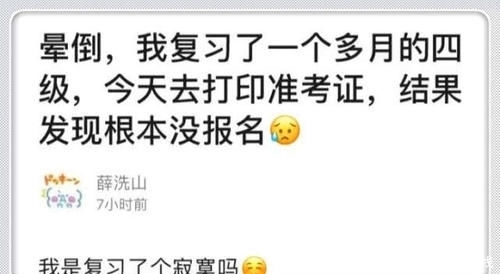 晕倒，我复习了一个多月的四
级，今天去打印准考证，结果
发现根本没报名😥
ドゥキーン
薛洗山
7小时前
我是复习了个寂寞吗☺️